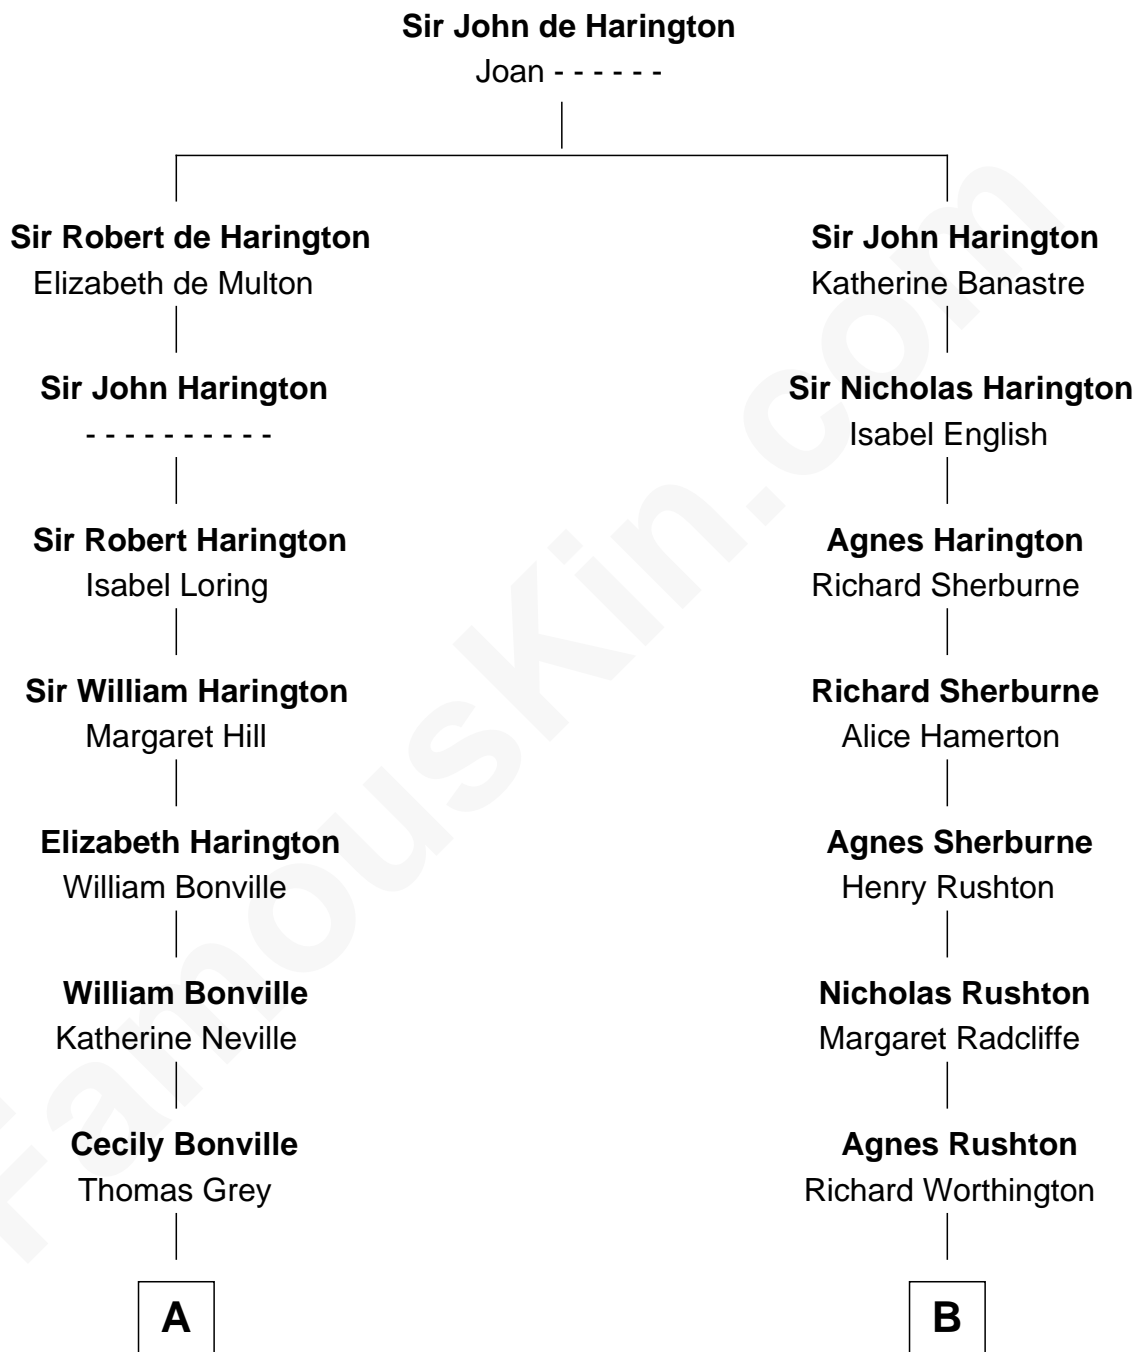 Sir John de Harington
Joan - - - - - -
Sir Robert de Harington
Elizabeth de Multon
Sir John Harington
- - - - - - - - - -
Sir Robert Harington
Isabel Loring
Sir William Harington
Margaret Hill
Elizabeth Harington
William Bonville
William Bonville
Katherine Neville
Cecily Bonville
Thomas Grey
A
Sir John Harington
Katherine Banastre
Sir Nicholas Harington
Isabel English
Agnes Harington
Richard Sherburne
Richard Sherburne
Alice Hamerton
Agnes Sherburne
Henry Rushton
Nicholas Rushton
Margaret Radcliffe
Agnes Rushton
Richard Worthington
B
FamousKin.com